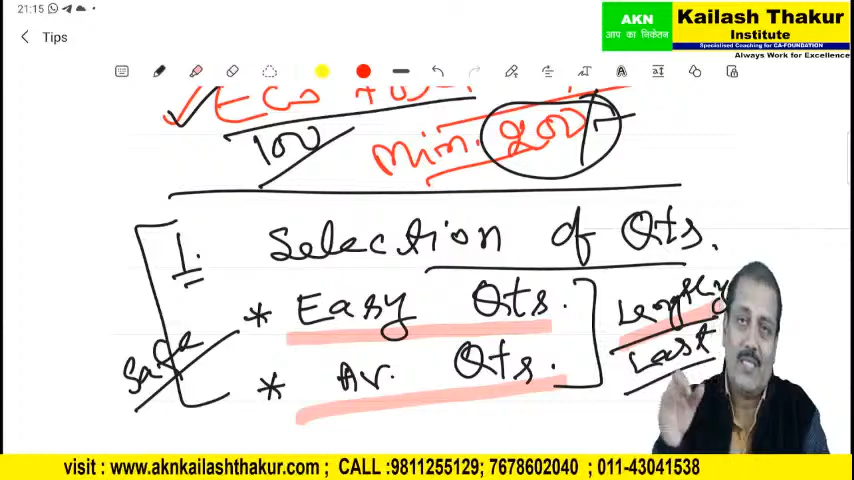 21:15
AKN
आप का निकेतन
Kailash Thakur
Institute
Specialised Coaching for CA-FOUNDATION
Always Work for Excellence
Tips
100
Min. 200/-
1. Selection of Qts.
* Easy Qts.
Lengthy
Safe
Last
* Av. Qts.
visit : www.aknkailashthakur.com ; CALL :9811255129; 7678602040 ; 011-43041538